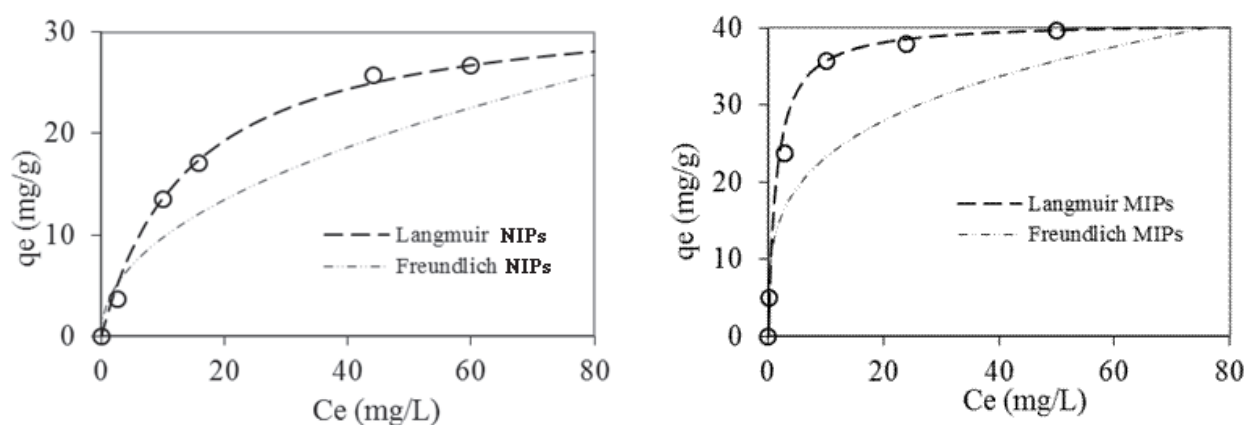 30
20
10
0
qe (mg/g)
Langmuir NIPs
Freundlich NIPs
0 20 40 60 80
Ce (mg/L)
40
30
20
10
0
qe (mg/g)
Langmuir MIPs
Freundlich MIPs
0 20 40 60 80
Ce (mg/L)